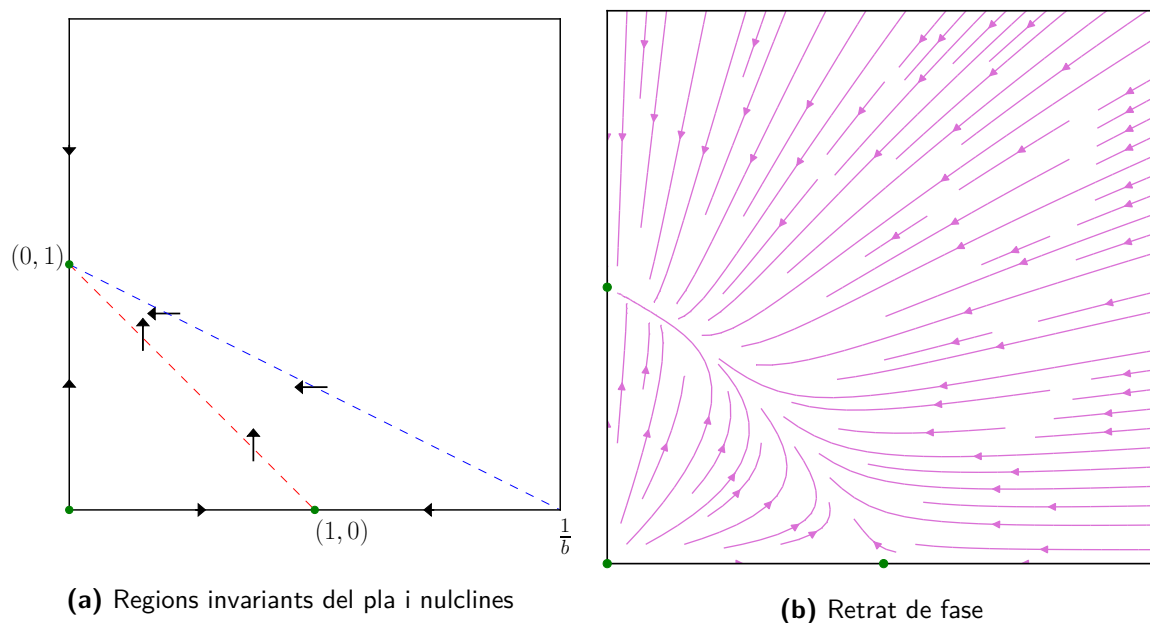 (0, 1)
(1, 0)
1/b
(a) Regions invariants del pla i nulclines
(b) Retrat de fase